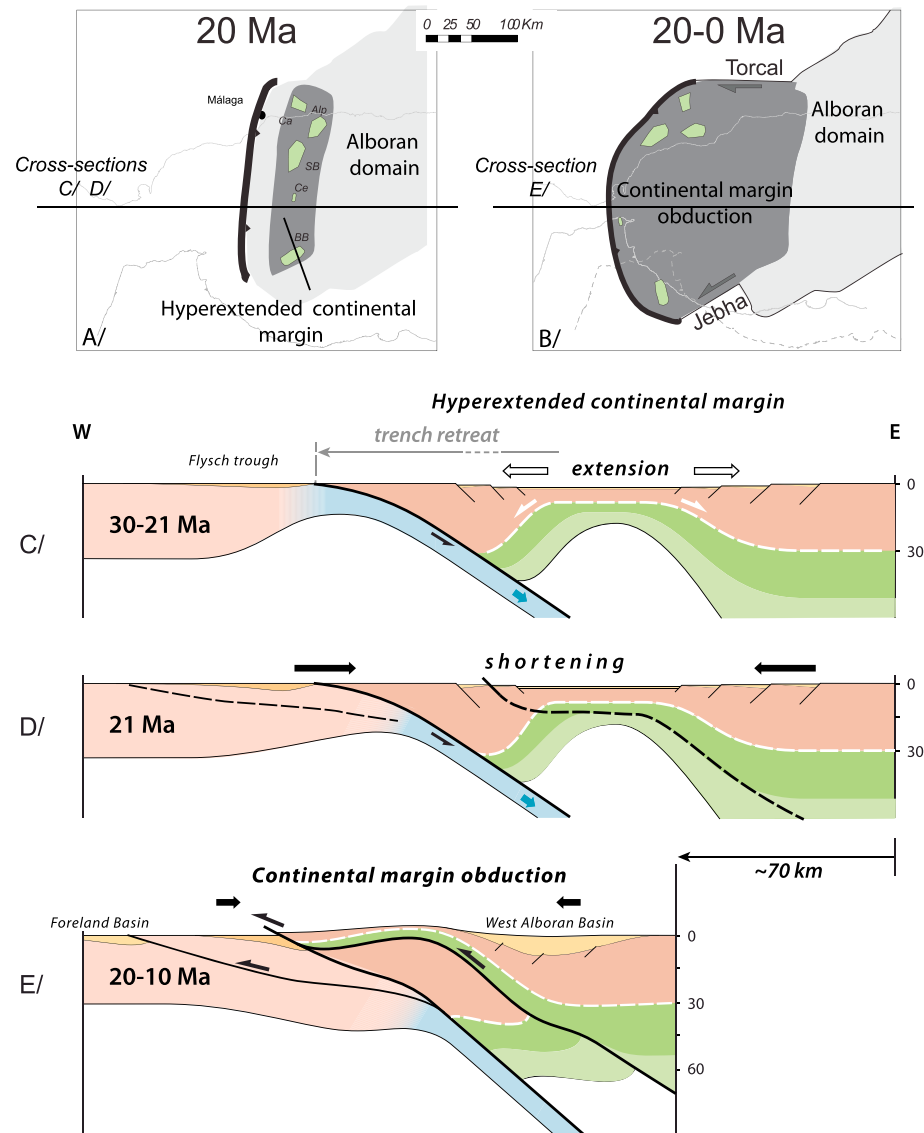 20 Ma
0 25 50 100 Km
20-0 Ma
Torcal
Málaga
Alp
Ca
Alboran
domain
Alboran
domain
Cross-sections
C/ D/
SB
Ce
Cross-section
E/
Continental margin
obduction
BB
Hyperextended continental
margin
Jebha
A/
B/
Hyperextended continental margin
W
E
trench retreat
Flysch trough
extension
0
30-21 Ma
C/
30
shortening
0
21 Ma
D/
30
~70 km
Continental margin obduction
Foreland Basin
West Alboran Basin
0
20-10 Ma
E/
30
60